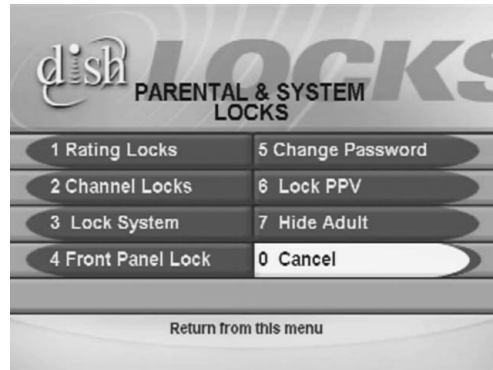 dish
LOCKS
PARENTAL & SYSTEM
LOCKS
1 Rating Locks
5 Change Password
2 Channel Locks
6 Lock PPV
3 Lock System
7 Hide Adult
4 Front Panel Lock
0 Cancel
Return from this menu